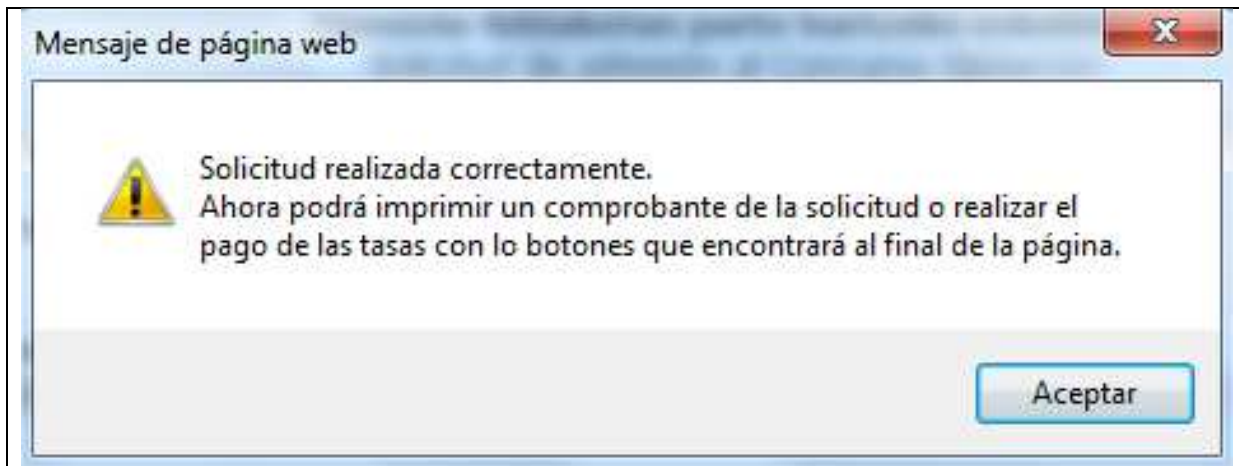 Mensaje de página web
Solicitud realizada correctamente.
Ahora podrá imprimir un comprobante de la solicitud o realizar el
pago de las tasas con lo botones que encontrará al final de la página.
Aceptar